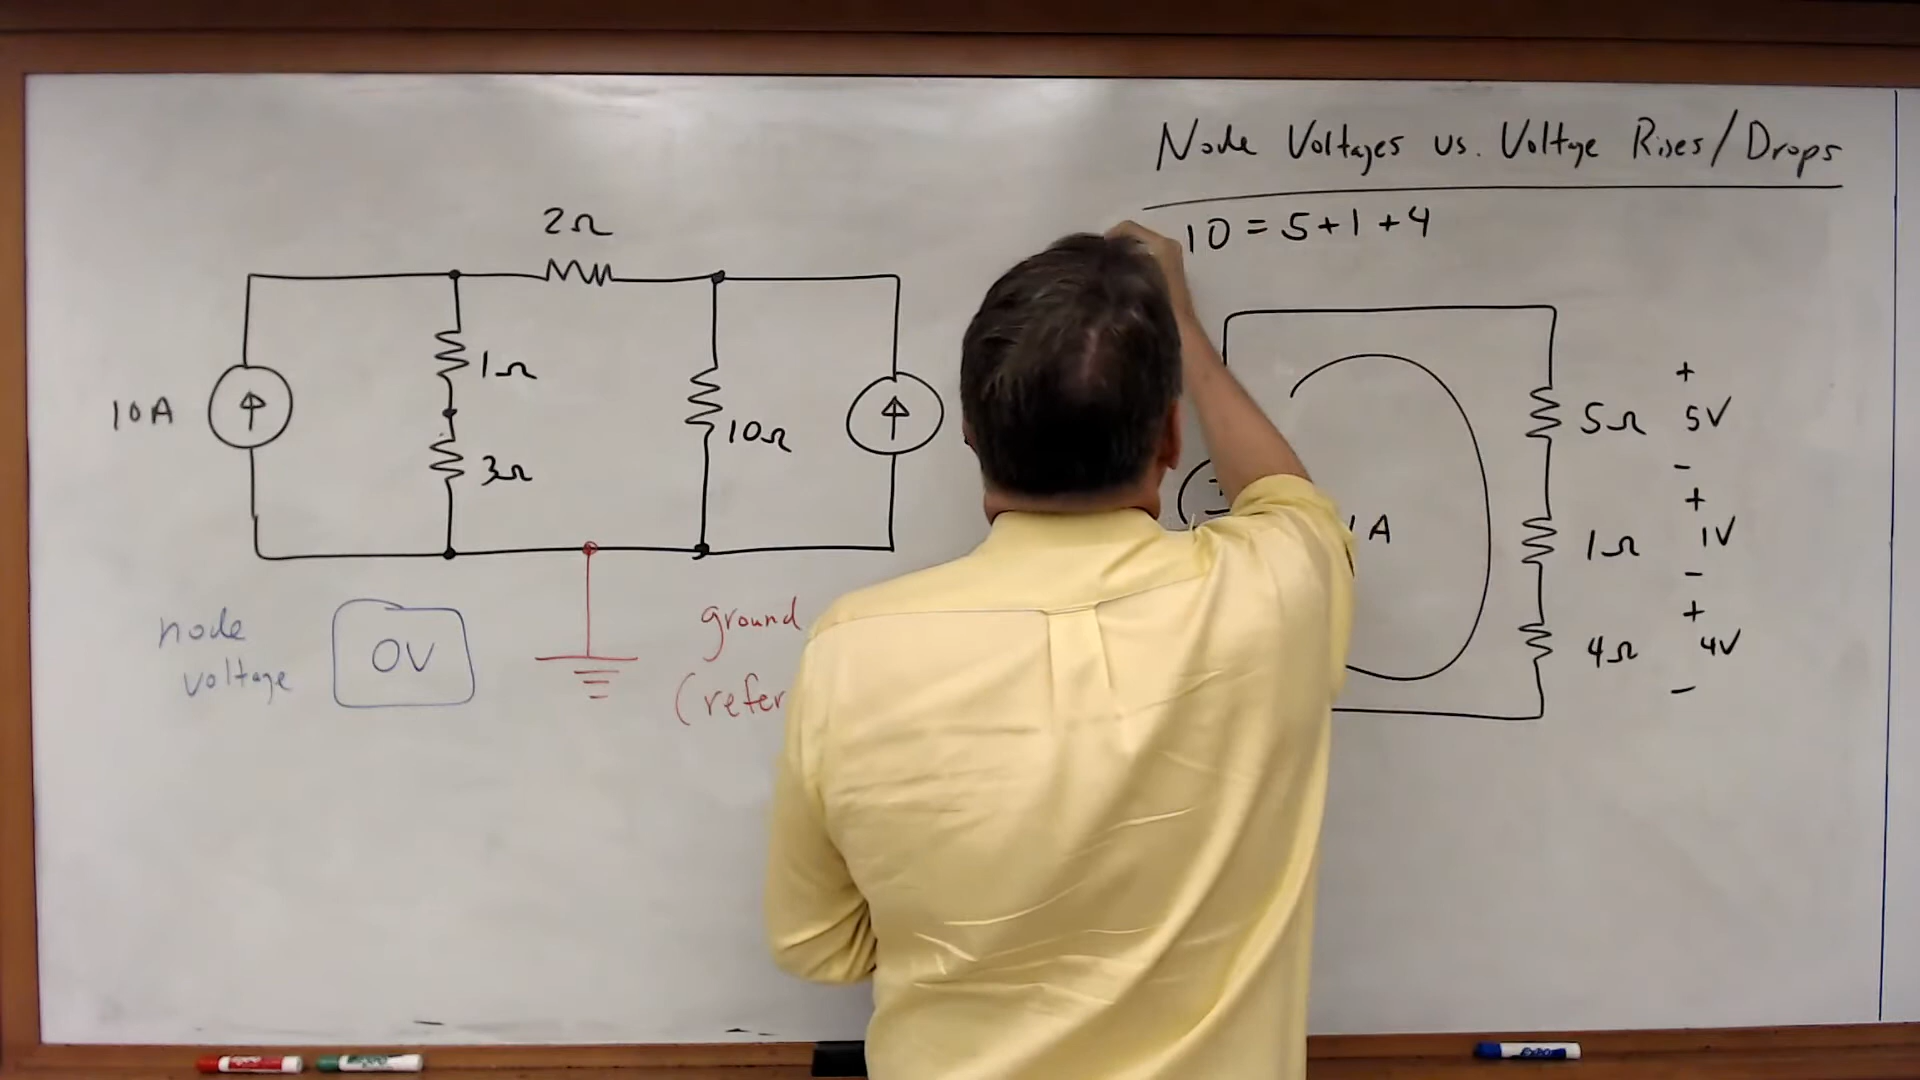 Node Voltages vs. Voltage Rises/Drops
10 = 5 + 1 + 4
2Ω
1Ω
10A
10Ω
3Ω
+
5Ω 5V
-
+
1A
1Ω 1V
-
+
4Ω 4V
-
node
voltage
0V
ground
(refer